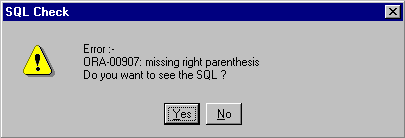 SQL Check
Error :-
ORA-00907: missing right parenthesis
Do you want to see the SQL ?
Yes
No